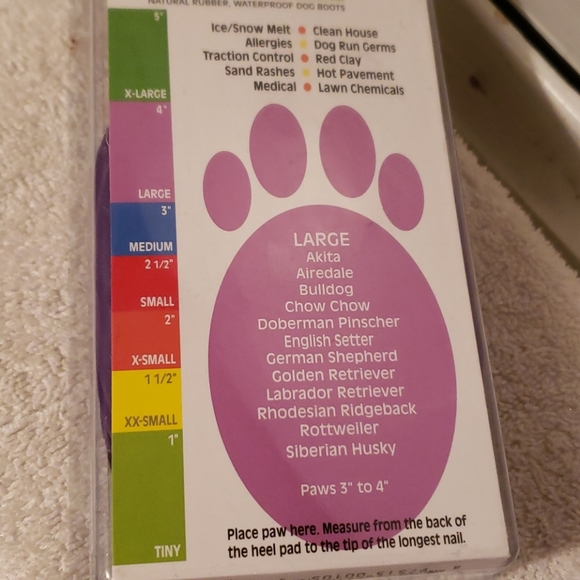 NATURAL RUBBER, WATERPROOF DOG BOOTS
Ice/Snow Melt Clean House
Allergies Dog Run Germs
Traction Control Red Clay
Sand Rashes Hot Pavement
Medical Lawn Chemicals
5"
X-LARGE
4"
LARGE
3"
MEDIUM
2 1/2"
SMALL
2"
X-SMALL
1 1/2"
XX-SMALL
1"
TINY
LARGE
Akita
Airedale
Bulldog
Chow Chow
Doberman Pinscher
English Setter
German Shepherd
Golden Retriever
Labrador Retriever
Rhodesian Ridgeback
Rottweiler
Siberian Husky
Paws 3" to 4"
Place paw here. Measure from the back of
the heel pad to the tip of the longest nail.